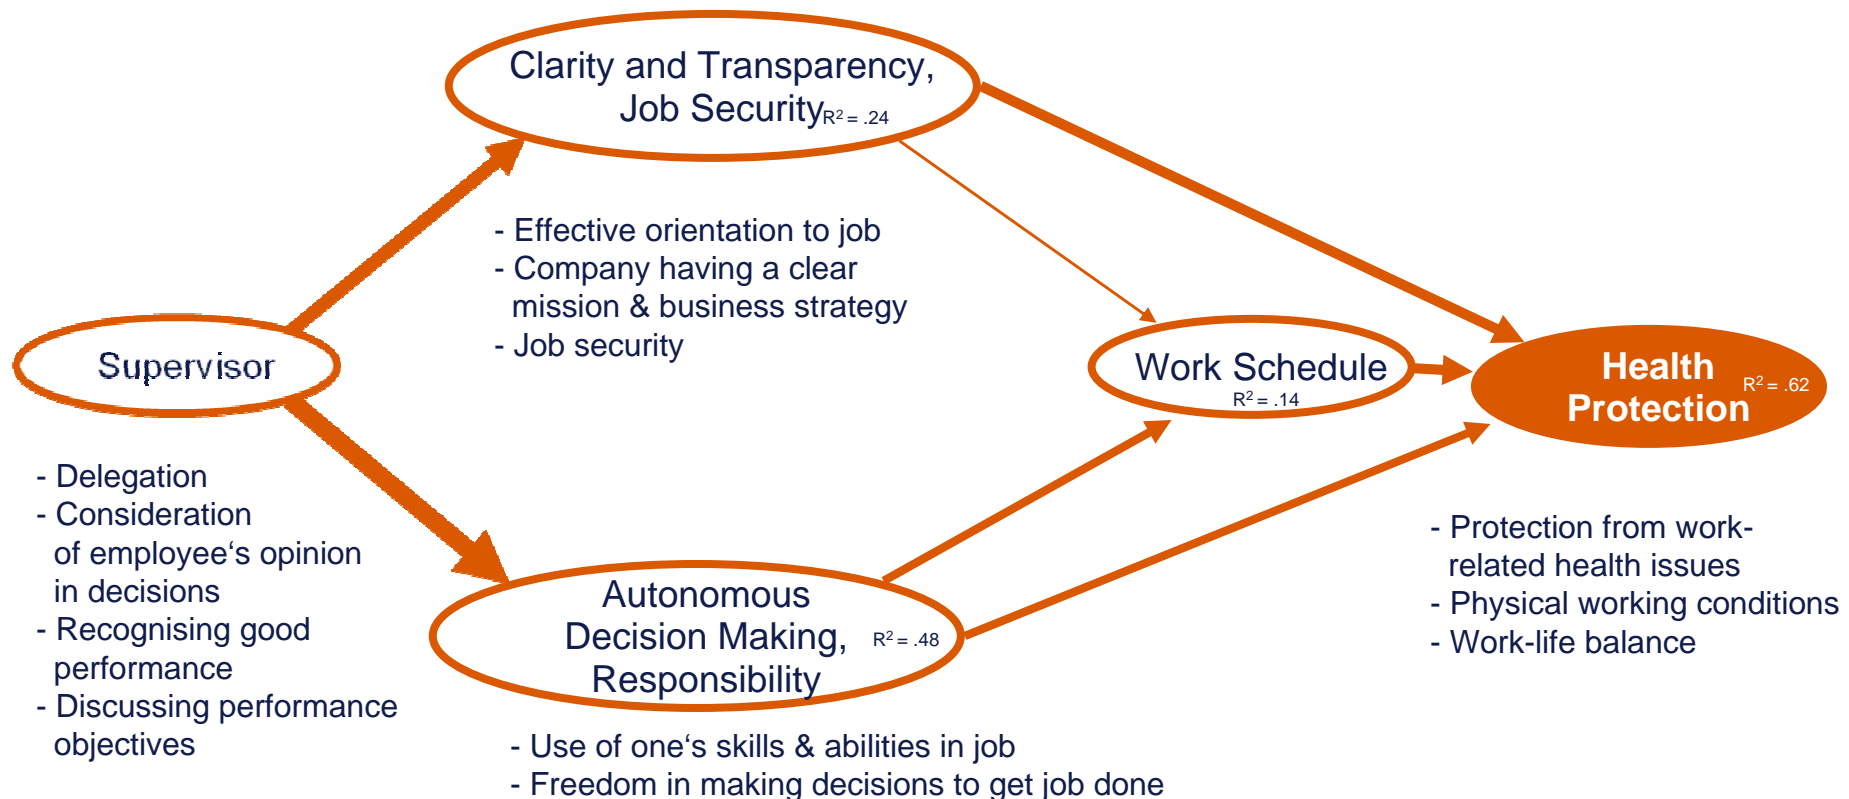 Clarity and Transparency,
Job Security R² = .24
- Effective orientation to job
- Company having a clear
mission & business strategy
- Job security
Supervisor
- Delegation
- Consideration
of employee‘s opinion
in decisions
- Recognising good
performance
- Discussing performance
objectives
Autonomous
Decision Making, R² = .48
Responsibility
- Use of one‘s skills & abilities in job
- Freedom in making decisions to get job done
Work Schedule
R² = .14
Health
Protection R² = .62
- Protection from work-
related health issues
- Physical working conditions
- Work-life balance